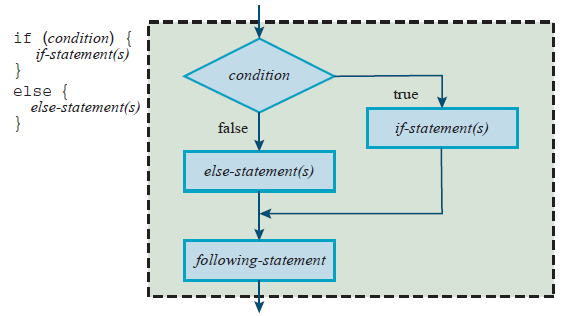 if (condition) {
if-statement(s)
}
else {
else-statement(s)
}
condition
true
if-statement(s)
false
else-statement(s)
following-statement